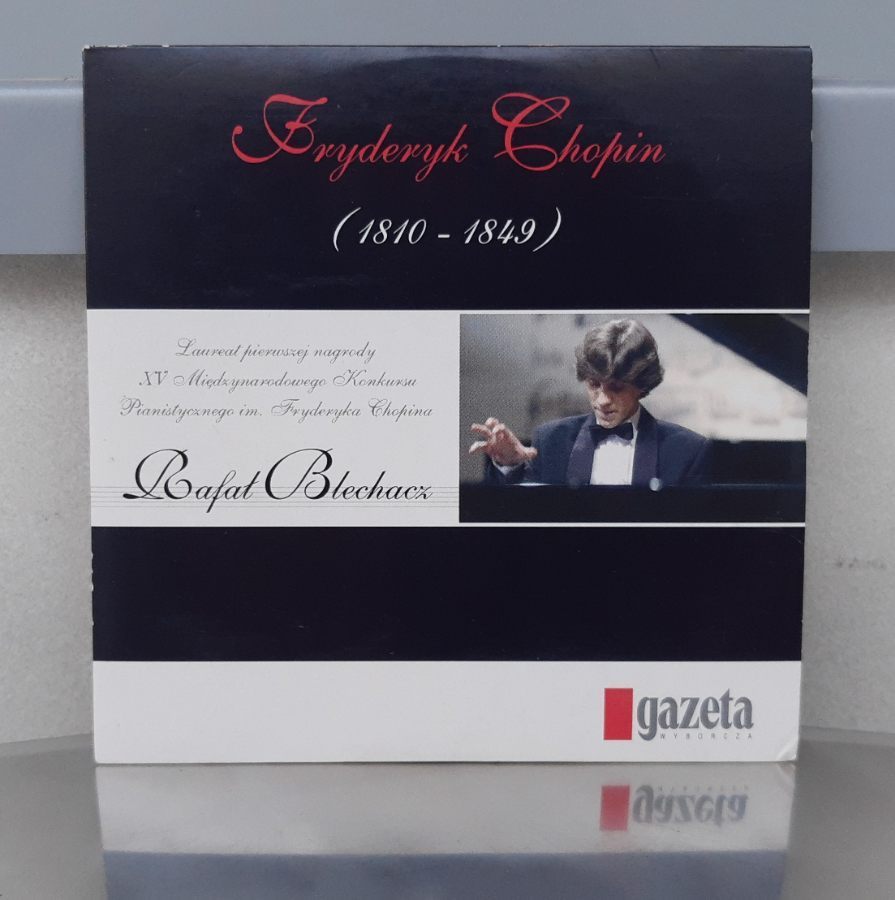 Fryderyk Chopin
(1810 - 1849)
Laureat pierwszej nagrody
XV Międzynarodowego Konkursu
Pianistycznego im. Fryderyka Chopina
Rafał Blechacz
gazeta
WYBORCZA